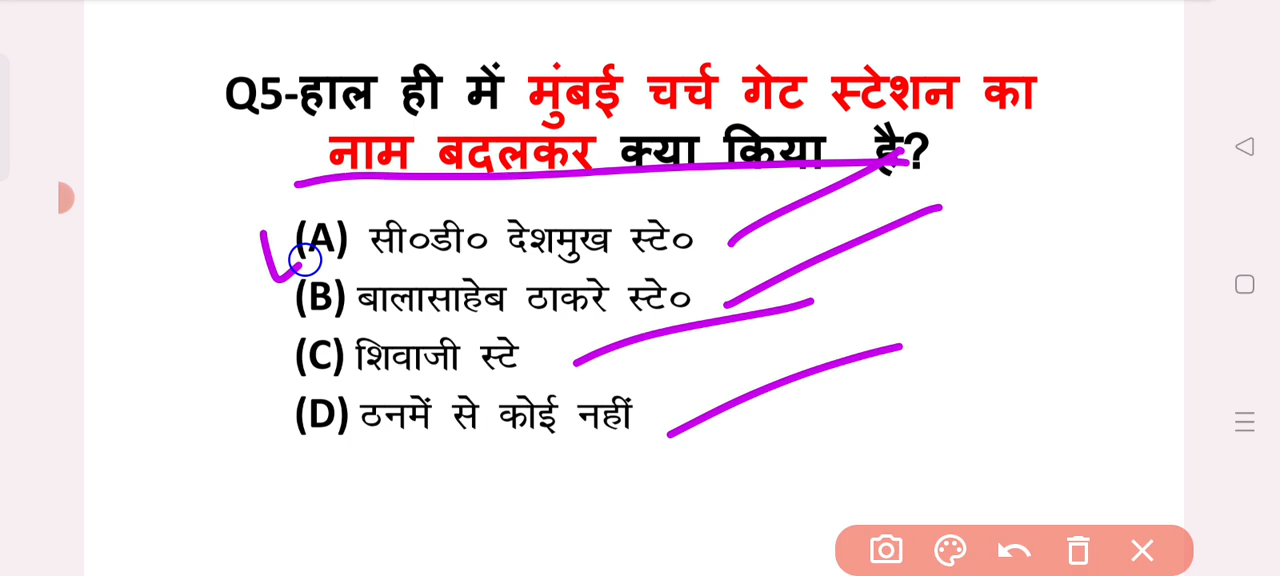 Q5-हाल ही में मुंबई चर्च गेट स्टेशन का
नाम बदलकर क्या किया है?
(A) सी०डी० देशमुख स्टे०
(B) बालासाहेब ठाकरे स्टे०
(C) शिवाजी स्टे
(D) ठनमें से कोई नहीं